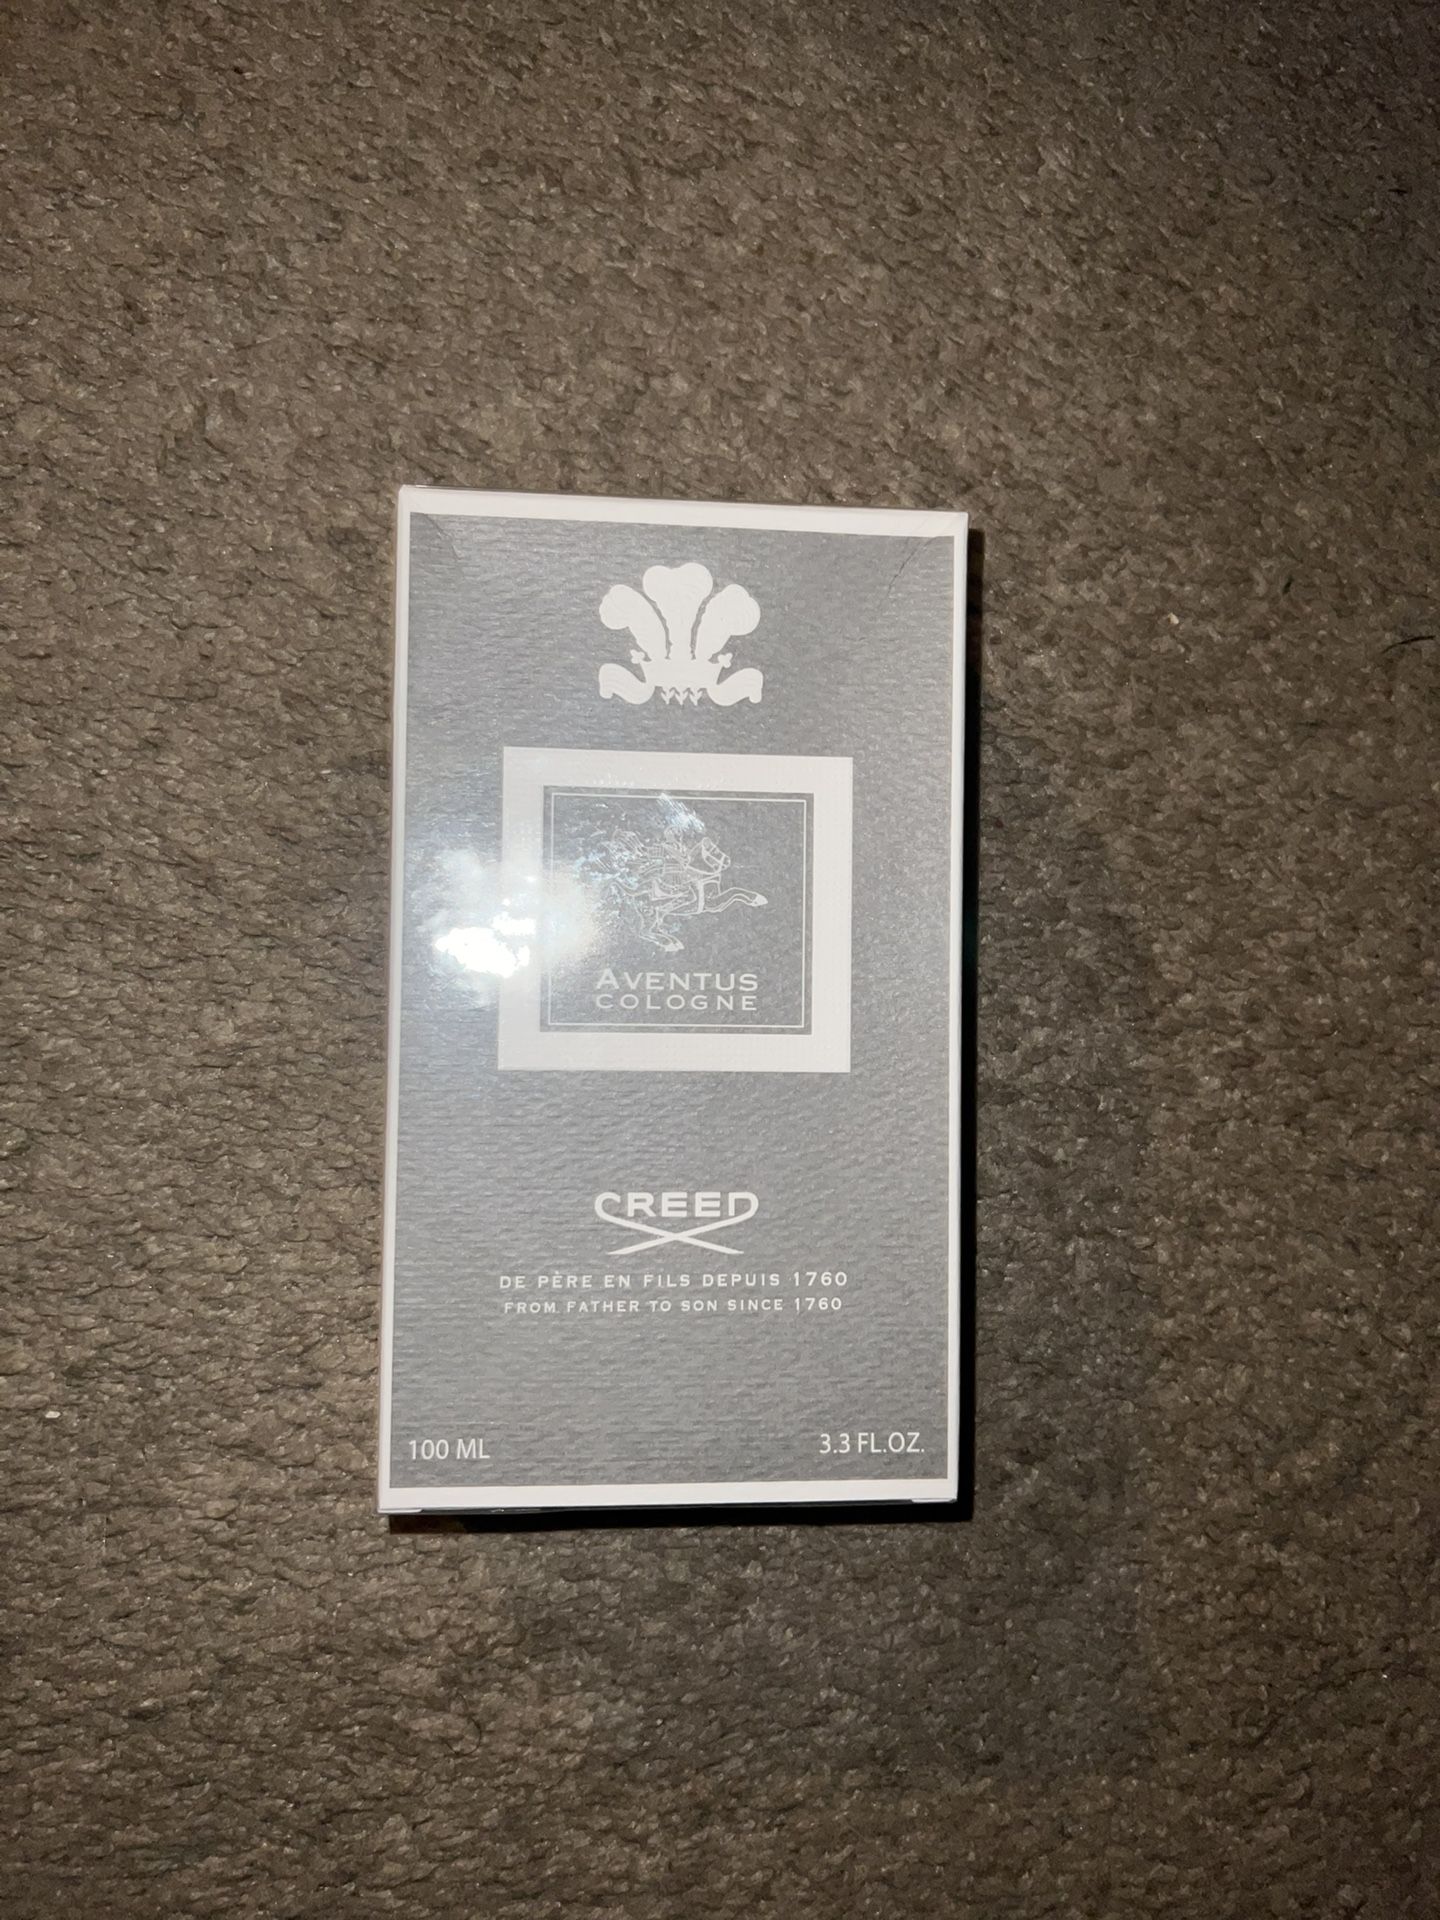 AVENTUS
COLOGNE
CREED
DE PÈRE EN FILS DEPUIS 1760
FROM FATHER TO SON SINCE 1760
100 ML
3.3 FL.OZ.